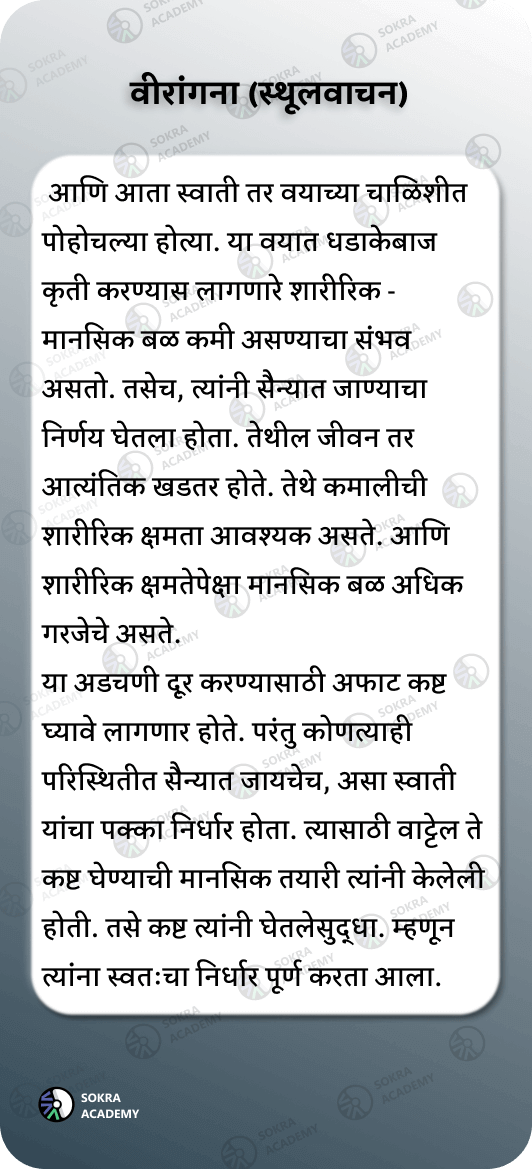 वीरांगना (स्थूलवाचन)
आणि आता स्वाती तर वयाच्या चाळिशीत
पोहोचल्या होत्या. या वयात धडाकेबाज
कृती करण्यास लागणारे शारीरिक -
मानसिक बळ कमी असण्याचा संभव
असतो. तसेच, त्यांनी सैन्यात जाण्याचा
निर्णय घेतला होता. तेथील जीवन तर
आत्यंतिक खडतर होते. तेथे कमालीची
शारीरिक क्षमता आवश्यक असते. आणि
शारीरिक क्षमतेपेक्षा मानसिक बळ अधिक
गरजेचे असते.
या अडचणी दूर करण्यासाठी अफाट कष्ट
घ्यावे लागणार होते. परंतु कोणत्याही
परिस्थितीत सैन्यात जायचेच, असा स्वाती
यांचा पक्का निर्धार होता. त्यासाठी वाट्टेल ते
कष्ट घेण्याची मानसिक तयारी त्यांनी केलेली
होती. तसे कष्ट त्यांनी घेतलेसुद्धा. म्हणून
त्यांना स्वतःचा निर्धार पूर्ण करता आला.
SOKRA
ACADEMY